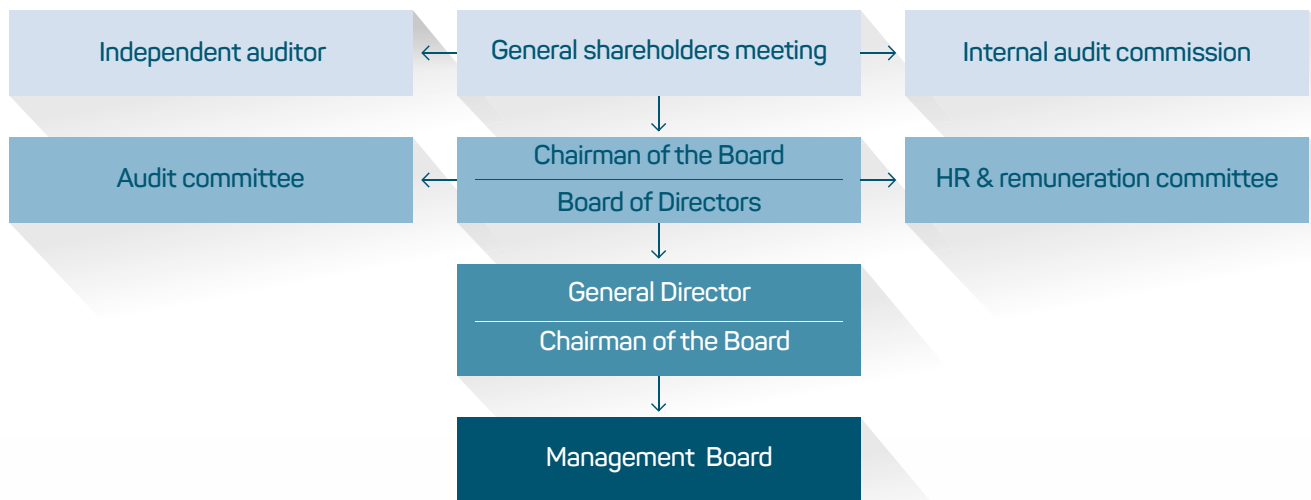 Independent auditor
General shareholders meeting
Internal audit commission
Audit committee
Chairman of the Board
Board of Directors
HR & remuneration committee
General Director
Chairman of the Board
Management Board